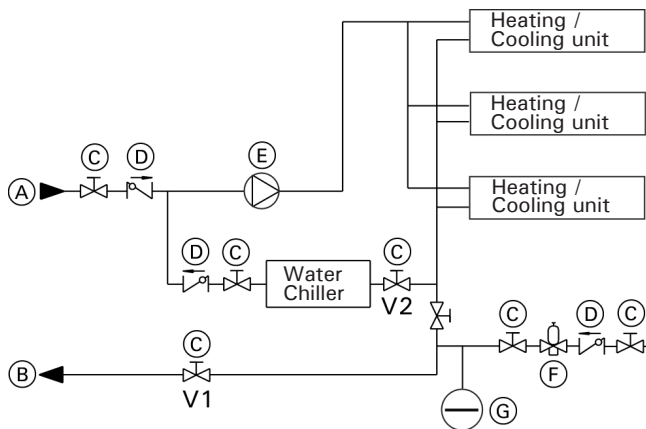 Heating /
Cooling unit
Heating /
Cooling unit
C
D
E
A
Heating /
Cooling unit
D
C
Water
Chiller
C
V2
C
D
C
F
C
B
V1
G